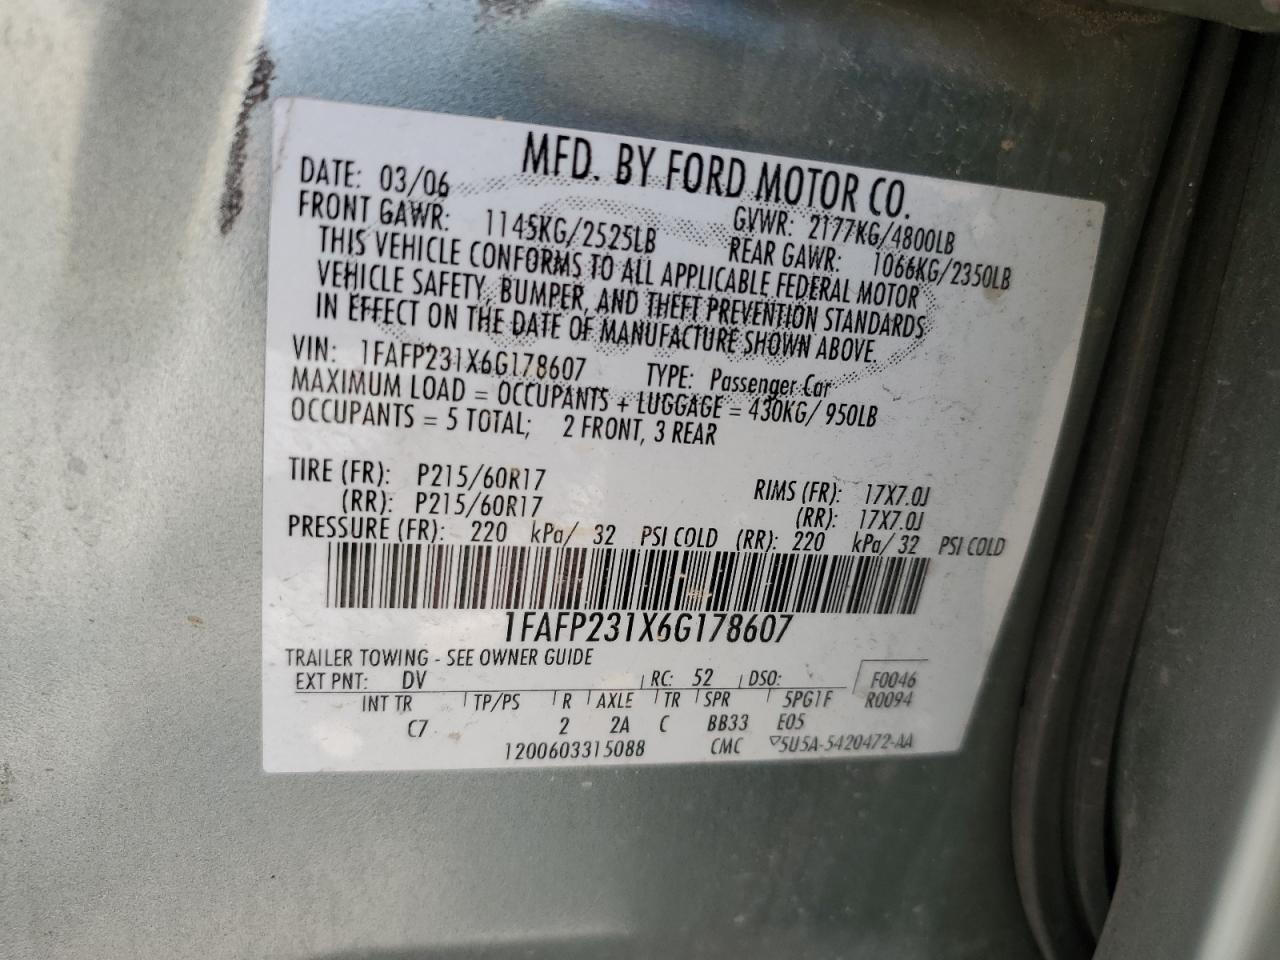 MFD. BY FORD MOTOR CO.
DATE: 03/06 GVWR: 2177KG/4800LB
FRONT GAWR: 1145KG/2525LB REAR GAWR: 1066KG/2350LB
THIS VEHICLE CONFORMS TO ALL APPLICABLE FEDERAL MOTOR
VEHICLE SAFETY, BUMPER, AND THEFT PREVENTION STANDARDS
IN EFFECT ON THE DATE OF MANUFACTURE SHOWN ABOVE.
VIN: 1FAFP231X6G178607 TYPE: Passenger Car
MAXIMUM LOAD = OCCUPANTS + LUGGAGE = 430KG/ 950LB
OCCUPANTS = 5 TOTAL; 2 FRONT, 3 REAR
TIRE (FR): P215/60R17 RIMS (FR): 17X7.0J
(RR): P215/60R17 (RR): 17X7.0J
PRESSURE (FR): 220 kPa/ 32 PSI COLD (RR): 220 kPa/ 32 PSI COLD
1FAFP231X6G178607
TRAILER TOWING - SEE OWNER GUIDE
EXT PNT: DV RC: 52 DSO: F0046
INT TR TP/PS R AXLE TR SPR 5PG1F R0094
C7 2 2A C BB33 E05
1200603315088 CMC ▽5U5A-5420472-AA